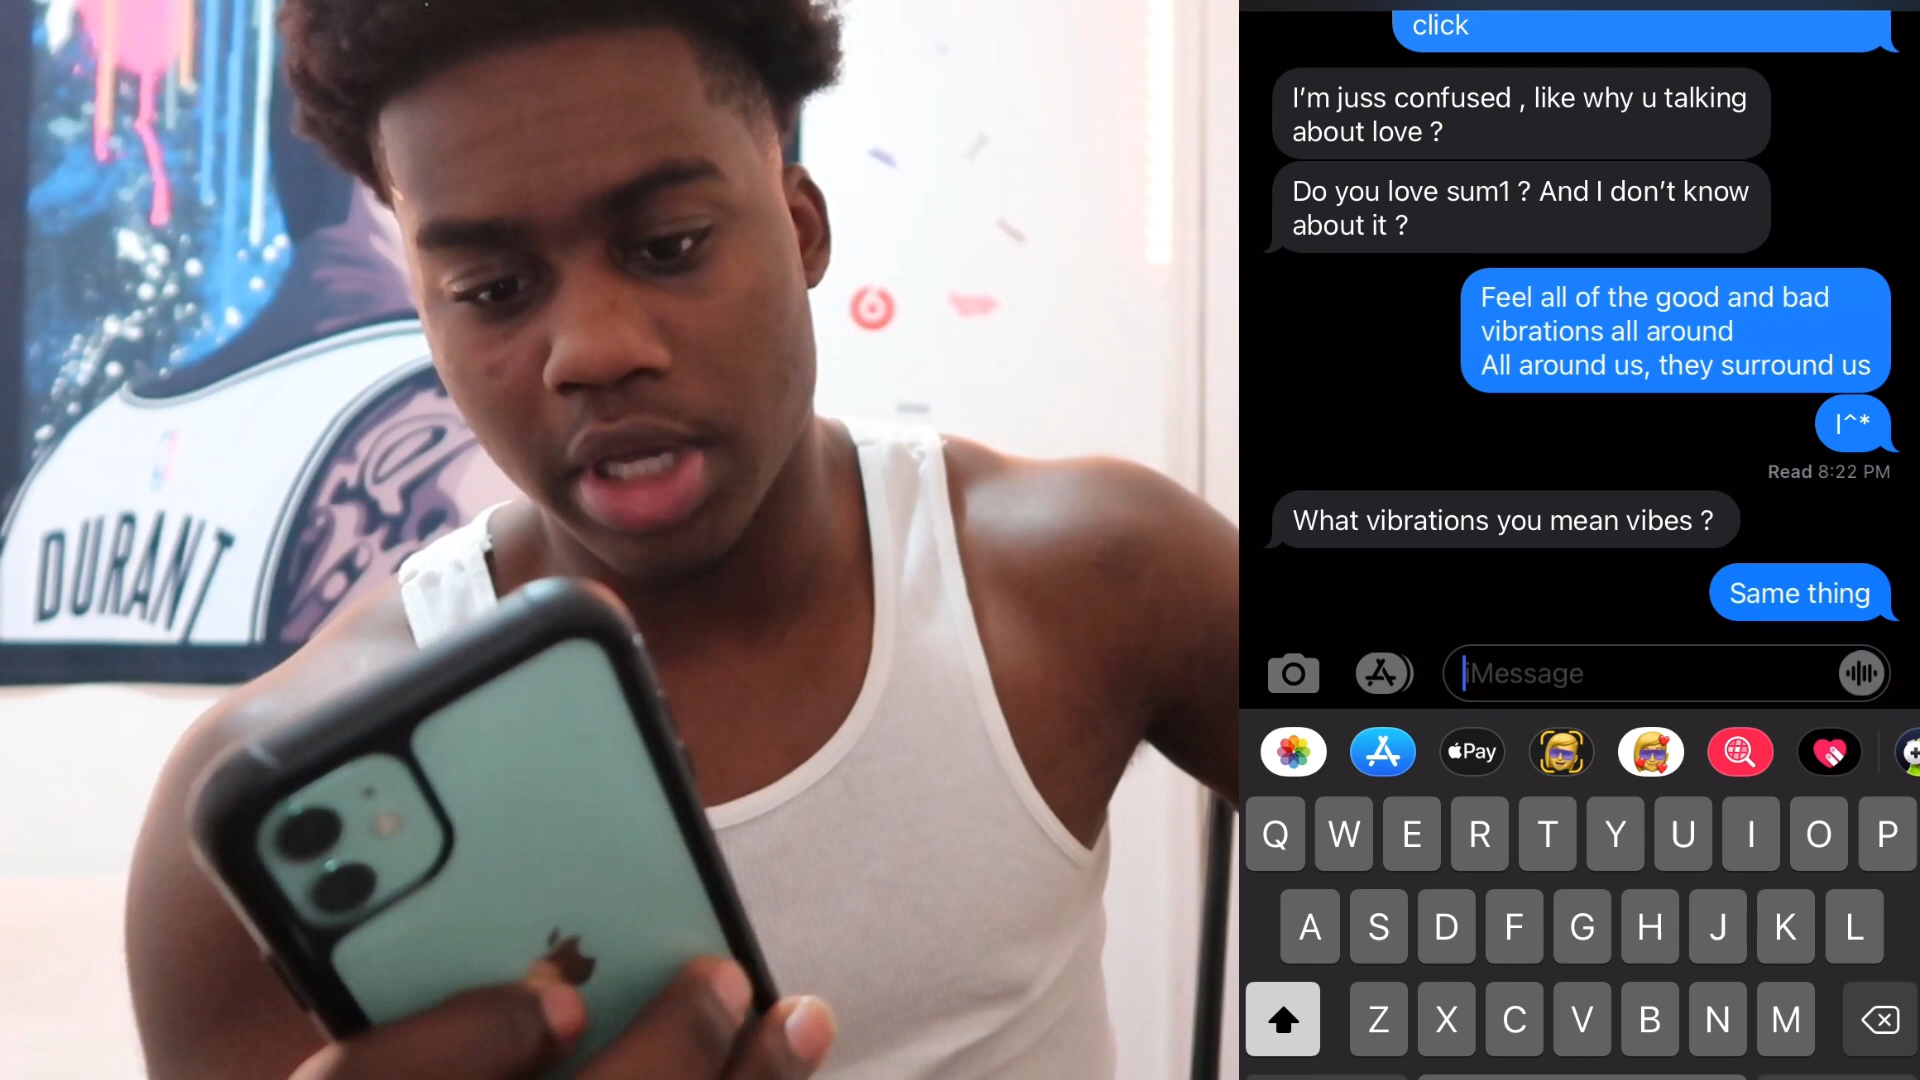 DURANT
click
I'm juss confused , like why u talking
about love ?
Do you love sum1 ? And I don't know
about it ?
Feel all of the good and bad
vibrations all around
All around us, they surround us
I^*
Read 8:22 PM
What vibrations you mean vibes ?
Same thing
iMessage
Pay
Q W E R T Y U I O P
A S D F G H J K L
Z X C V B N M